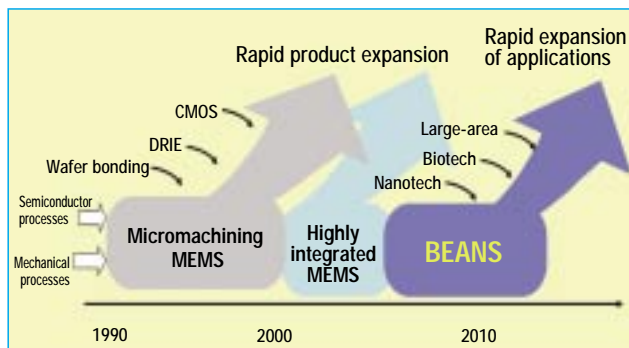 Rapid product expansion
Rapid expansion
of applications
CMOS
DRIE
Wafer bonding
Large-area
Biotech
Nanotech
Semiconductor
processes
Mechanical
processes
Micromachining
MEMS
Highly
integrated
MEMS
BEANS
1990
2000
2010